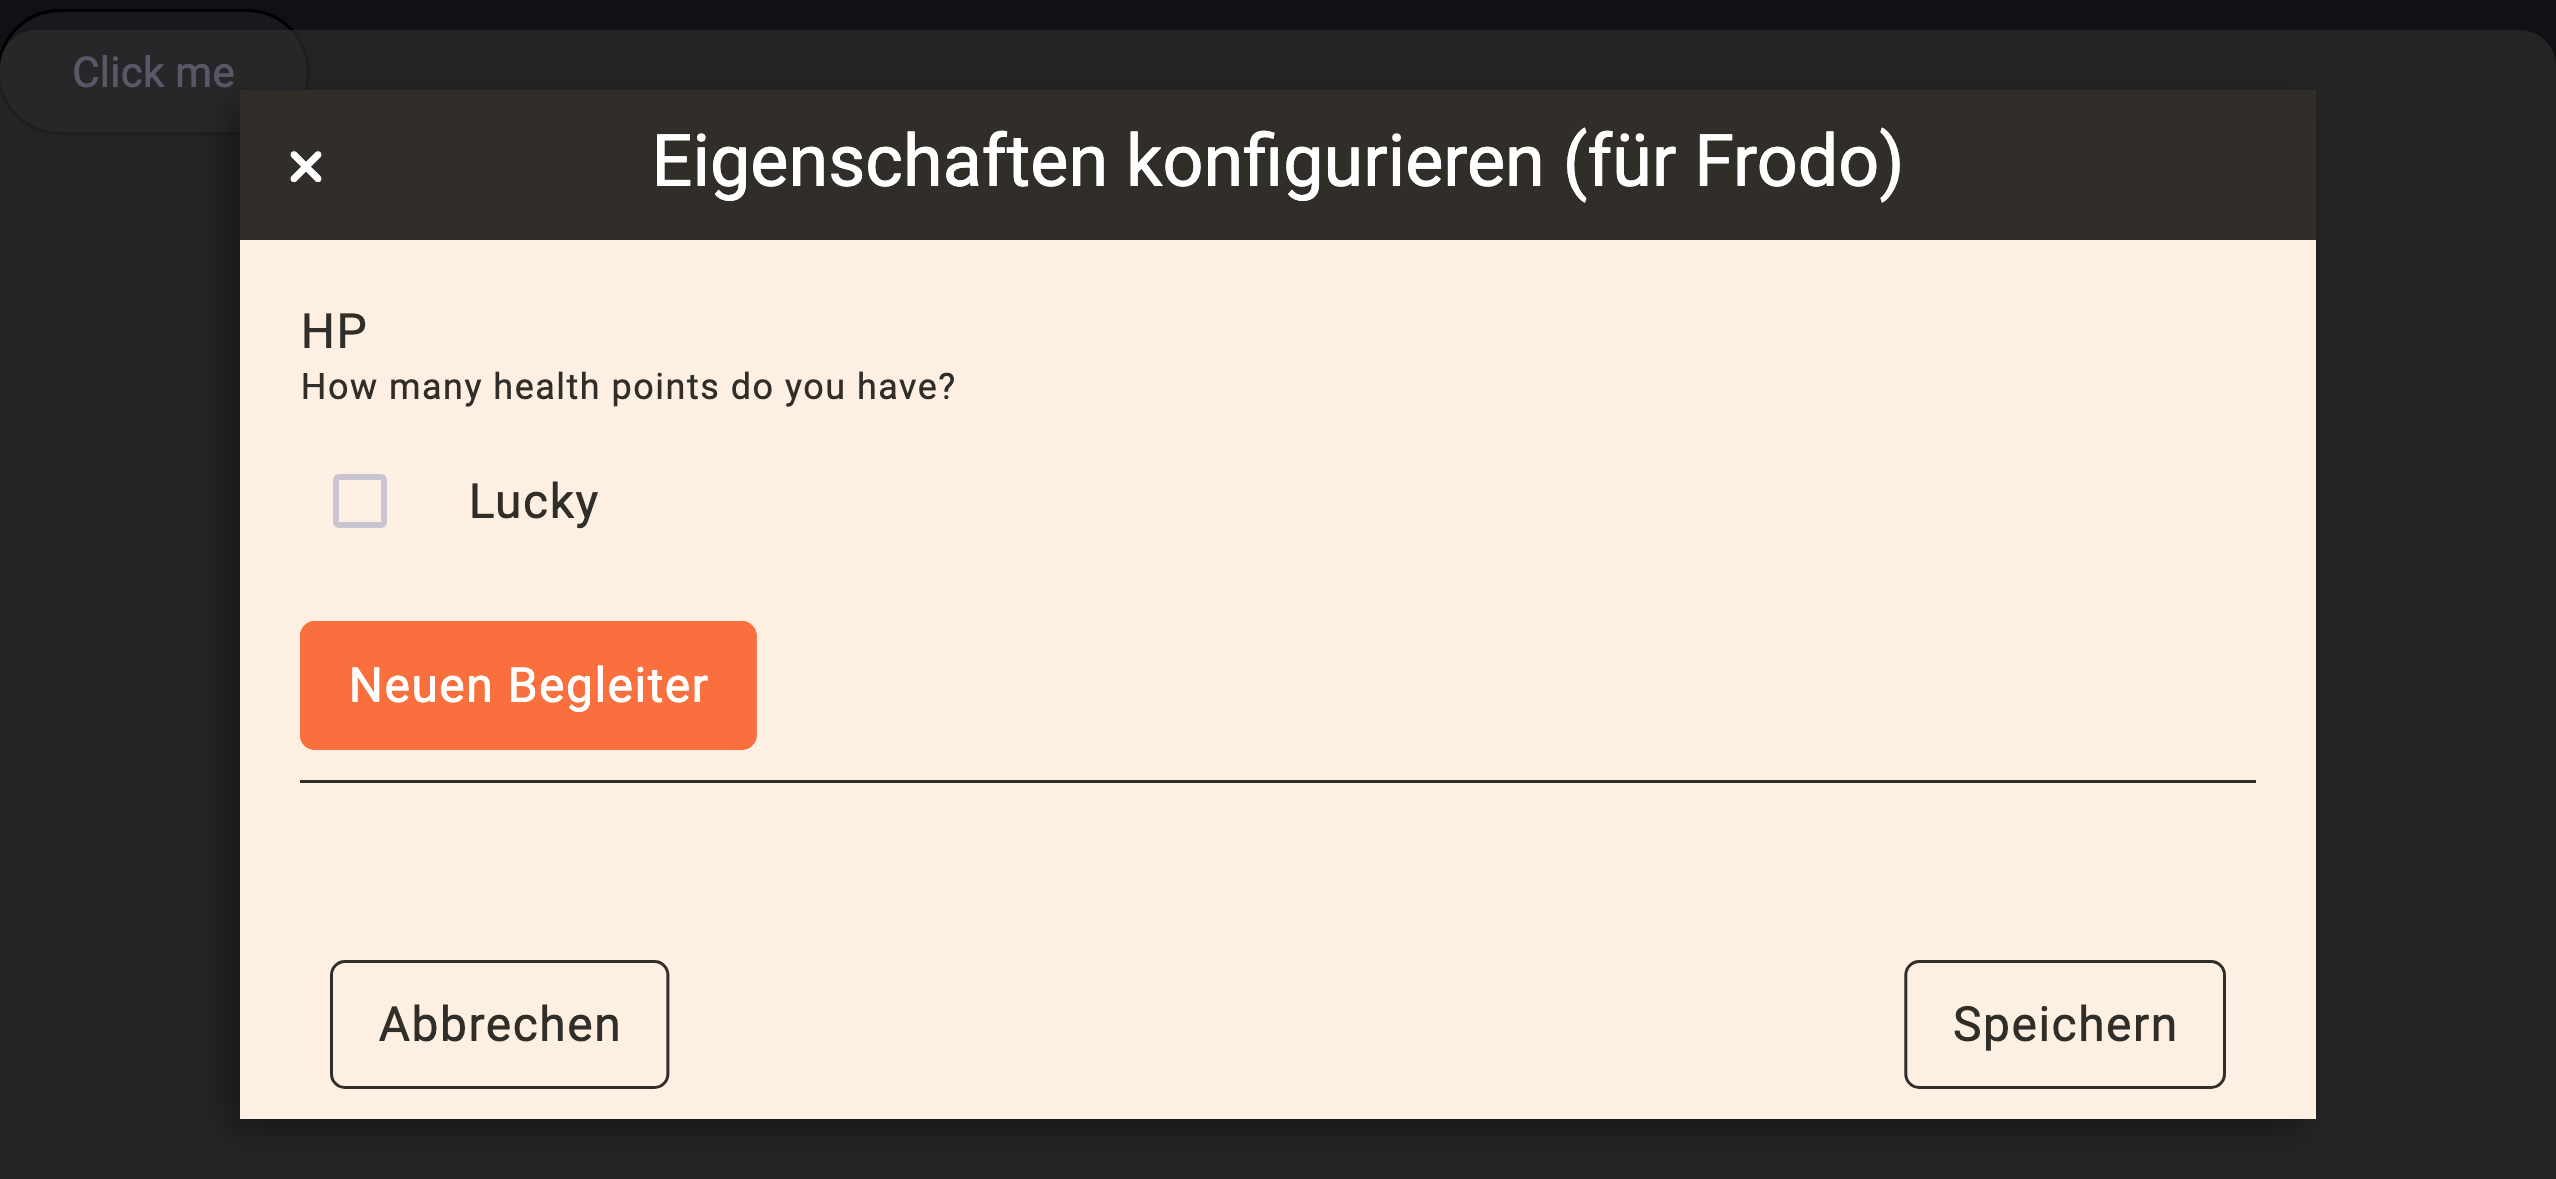 Click me
Eigenschaften konfigurieren (für Frodo)
HP
How many health points do you have?
Lucky
Neuen Begleiter
Abbrechen
Speichern